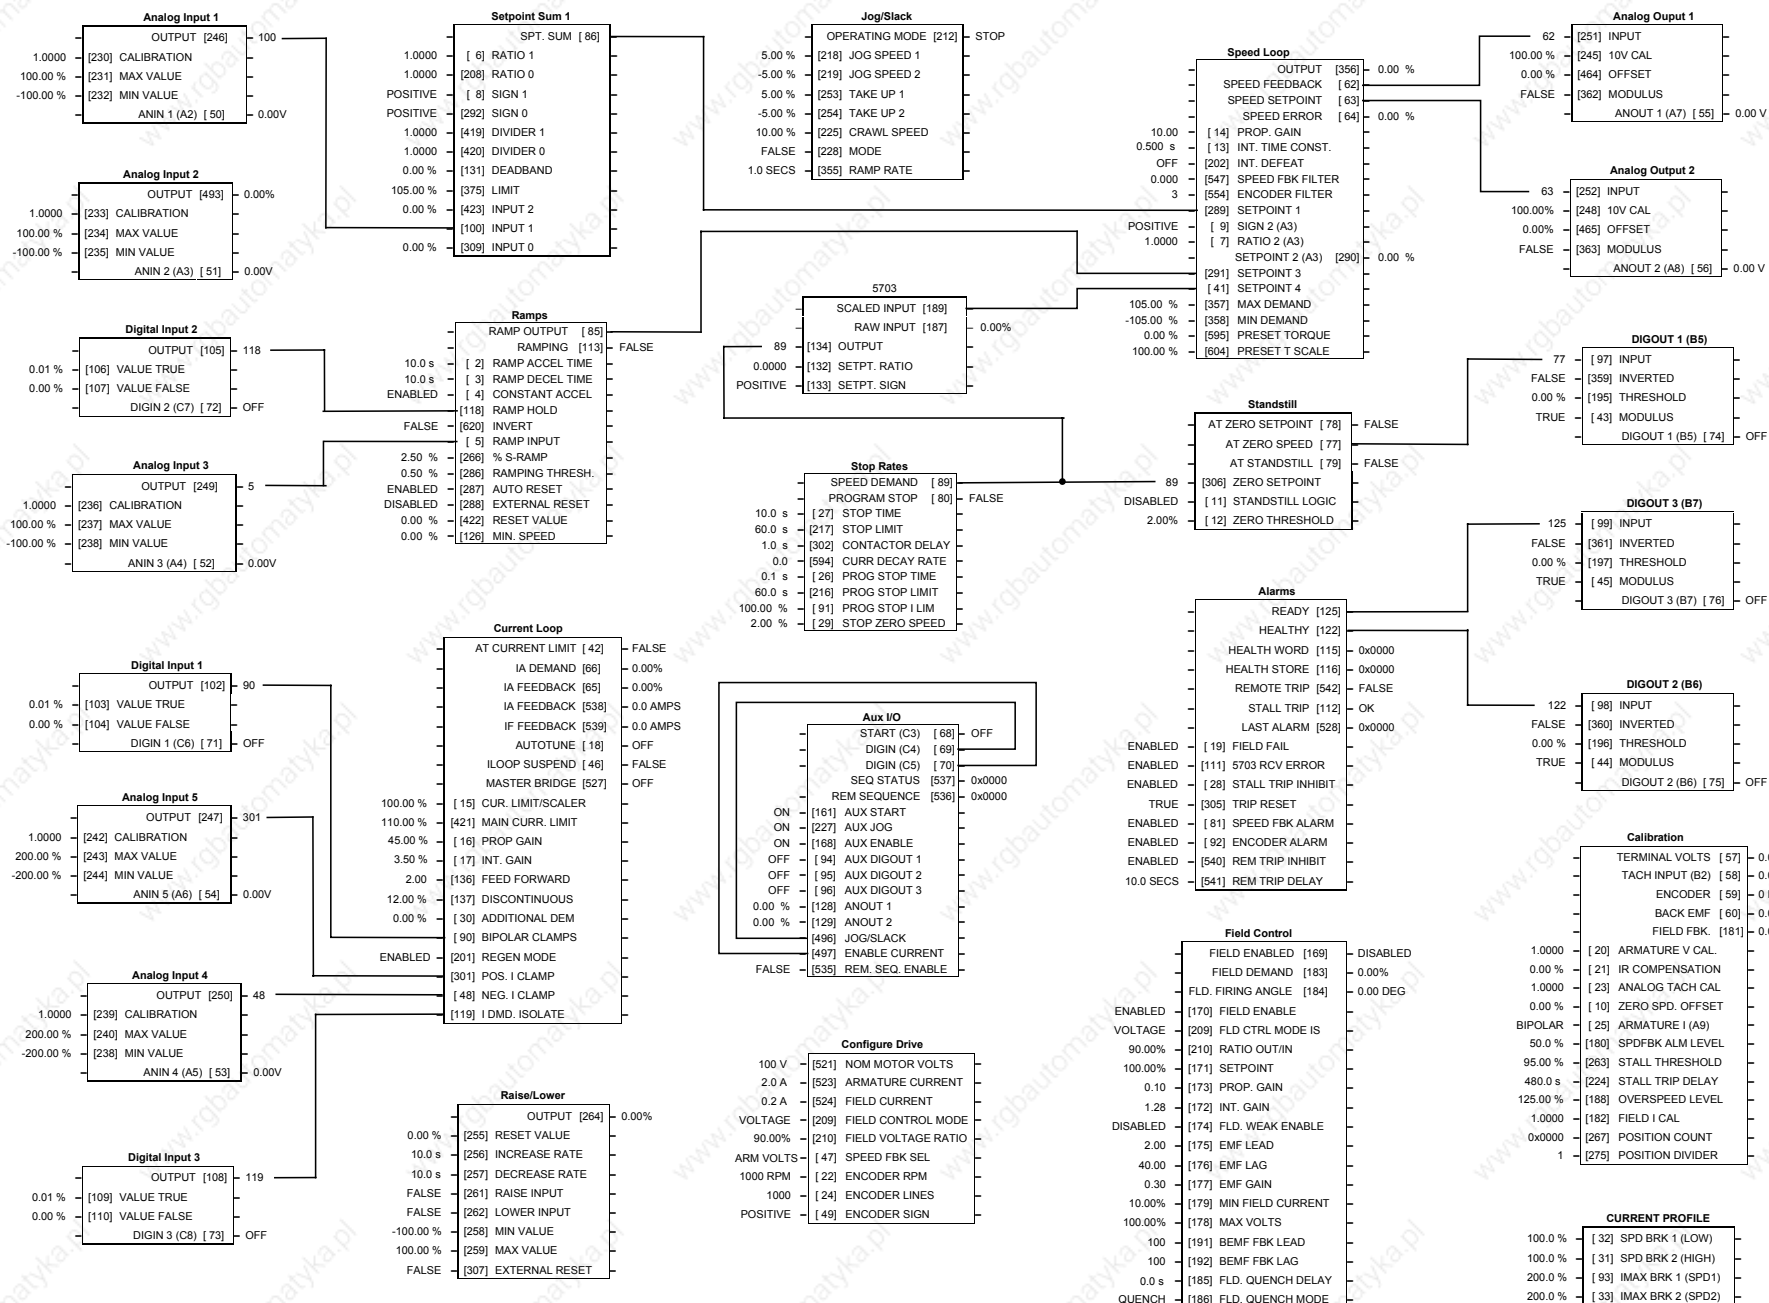 Analog Input 1
OUTPUT [246] 100
1.0000 [230] CALIBRATION
100.00 % [231] MAX VALUE
-100.00 % [232] MIN VALUE
ANIN 1 (A2) [ 50] 0.00V
Analog Input 2
OUTPUT [493] 0.00%
1.0000 [233] CALIBRATION
100.00 % [234] MAX VALUE
-100.00 % [235] MIN VALUE
ANIN 2 (A3) [ 51] 0.00V
Digital Input 2
OUTPUT [105] 118
0.01 % [106] VALUE TRUE
0.00 % [107] VALUE FALSE
DIGIN 2 (C7) [ 72] OFF
Analog Input 3
OUTPUT [249] 5
1.0000 [236] CALIBRATION
100.00 % [237] MAX VALUE
-100.00 % [238] MIN VALUE
ANIN 3 (A4) [ 52] 0.00V
Digital Input 1
OUTPUT [102] 90
0.01 % [103] VALUE TRUE
0.00 % [104] VALUE FALSE
DIGIN 1 (C6) [ 71] OFF
Analog Input 5
OUTPUT [247] 301
1.0000 [242] CALIBRATION
200.00 % [243] MAX VALUE
-200.00 % [244] MIN VALUE
ANIN 5 (A6) [ 54] 0.00V
Analog Input 4
OUTPUT [250] 48
1.0000 [239] CALIBRATION
200.00 % [240] MAX VALUE
-200.00 % [238] MIN VALUE
ANIN 4 (A5) [ 53] 0.00V
Digital Input 3
OUTPUT [108] 119
0.01 % [109] VALUE TRUE
0.00 % [110] VALUE FALSE
DIGIN 3 (C8) [ 73] OFF
Setpoint Sum 1
SPT. SUM [ 86]
1.0000 [ 6] RATIO 1
1.0000 [208] RATIO 0
POSITIVE [ 8] SIGN 1
POSITIVE [292] SIGN 0
1.0000 [419] DIVIDER 1
1.0000 [420] DIVIDER 0
0.00 % [131] DEADBAND
105.00 % [375] LIMIT
0.00 % [423] INPUT 2
[100] INPUT 1
0.00 % [309] INPUT 0
Ramps
RAMP OUTPUT [ 85]
RAMPING [113] FALSE
10.0 s [ 2] RAMP ACCEL TIME
10.0 s [ 3] RAMP DECEL TIME
ENABLED [ 4] CONSTANT ACCEL
[118] RAMP HOLD
FALSE [620] INVERT
[ 5] RAMP INPUT
2.50 % [266] % S-RAMP
0.50 % [286] RAMPING THRESH.
ENABLED [287] AUTO RESET
DISABLED [288] EXTERNAL RESET
0.00 % [422] RESET VALUE
0.00 % [126] MIN. SPEED
Current Loop
AT CURRENT LIMIT [ 42] FALSE
IA DEMAND [66] 0.00%
IA FEEDBACK [65] 0.00%
IA FEEDBACK [538] 0.0 AMPS
IF FEEDBACK [539] 0.0 AMPS
AUTOTUNE [ 18] OFF
ILOOP SUSPEND [ 46] FALSE
MASTER BRIDGE [527] OFF
100.00 % [ 15] CUR. LIMIT/SCALER
110.00 % [421] MAIN CURR. LIMIT
45.00 % [ 16] PROP GAIN
3.50 % [ 17] INT. GAIN
2.00 [136] FEED FORWARD
12.00 % [137] DISCONTINUOUS
0.00 % [ 30] ADDITIONAL DEM
[ 90] BIPOLAR CLAMPS
ENABLED [201] REGEN MODE
[301] POS. I CLAMP
[ 48] NEG. I CLAMP
[119] I DMD. ISOLATE
Raise/Lower
OUTPUT [264] 0.00%
0.00 % [255] RESET VALUE
10.0 s [256] INCREASE RATE
10.0 s [257] DECREASE RATE
FALSE [261] RAISE INPUT
FALSE [262] LOWER INPUT
-100.00 % [258] MIN VALUE
100.00 % [259] MAX VALUE
FALSE [307] EXTERNAL RESET
Jog/Slack
OPERATING MODE [212] STOP
5.00 % [218] JOG SPEED 1
-5.00 % [219] JOG SPEED 2
5.00 % [253] TAKE UP 1
-5.00 % [254] TAKE UP 2
10.00 % [225] CRAWL SPEED
FALSE [228] MODE
1.0 SECS [355] RAMP RATE
5703
SCALED INPUT [189]
RAW INPUT [187] 0.00%
89 [134] OUTPUT
0.0000 [132] SETPT. RATIO
POSITIVE [133] SETPT. SIGN
Stop Rates
SPEED DEMAND [ 89]
PROGRAM STOP [ 80] FALSE
10.0 s [ 27] STOP TIME
60.0 s [217] STOP LIMIT
1.0 s [302] CONTACTOR DELAY
0.0 [594] CURR DECAY RATE
0.1 s [ 26] PROG STOP TIME
60.0 s [216] PROG STOP LIMIT
100.00 % [ 91] PROG STOP I LIM
2.00 % [ 29] STOP ZERO SPEED
Aux I/O
START (C3) [ 68] OFF
DIGIN (C4) [ 69]
DIGIN (C5) [ 70]
SEQ STATUS [537] 0x0000
REM SEQUENCE [536] 0x0000
ON [161] AUX START
ON [227] AUX JOG
ON [168] AUX ENABLE
OFF [ 94] AUX DIGOUT 1
OFF [ 95] AUX DIGOUT 2
OFF [ 96] AUX DIGOUT 3
0.00 % [128] ANOUT 1
0.00 % [129] ANOUT 2
[496] JOG/SLACK
[497] ENABLE CURRENT
FALSE [535] REM. SEQ. ENABLE
Configure Drive
100 V [521] NOM MOTOR VOLTS
2.0 A [523] ARMATURE CURRENT
0.2 A [524] FIELD CURRENT
VOLTAGE [209] FIELD CONTROL MODE
90.00% [210] FIELD VOLTAGE RATIO
ARM VOLTS [ 47] SPEED FBK SEL
1000 RPM [ 22] ENCODER RPM
1000 [ 24] ENCODER LINES
POSITIVE [ 49] ENCODER SIGN
Speed Loop
OUTPUT [356] 0.00 %
SPEED FEEDBACK [ 62]
SPEED SETPOINT [ 63]
SPEED ERROR [ 64] 0.00 %
10.00 [ 14] PROP. GAIN
0.500 s [ 13] INT. TIME CONST.
OFF [202] INT. DEFEAT
0.000 [547] SPEED FBK FILTER
3 [554] ENCODER FILTER
[289] SETPOINT 1
POSITIVE [ 9] SIGN 2 (A3)
1.0000 [ 7] RATIO 2 (A3)
SETPOINT 2 (A3) [290] 0.00 %
[291] SETPOINT 3
[ 41] SETPOINT 4
105.00 % [357] MAX DEMAND
-105.00 % [358] MIN DEMAND
0.00 % [595] PRESET TORQUE
100.00 % [604] PRESET T SCALE
Standstill
AT ZERO SETPOINT [ 78] FALSE
AT ZERO SPEED [ 77]
AT STANDSTILL [ 79] FALSE
89 [306] ZERO SETPOINT
DISABLED [ 11] STANDSTILL LOGIC
2.00% [ 12] ZERO THRESHOLD
Alarms
READY [125]
HEALTHY [122]
HEALTH WORD [115] 0x0000
HEALTH STORE [116] 0x0000
REMOTE TRIP [542] FALSE
STALL TRIP [112] OK
LAST ALARM [528] 0x0000
ENABLED [ 19] FIELD FAIL
ENABLED [111] 5703 RCV ERROR
ENABLED [ 28] STALL TRIP INHIBIT
TRUE [305] TRIP RESET
ENABLED [ 81] SPEED FBK ALARM
ENABLED [ 92] ENCODER ALARM
ENABLED [540] REM TRIP INHIBIT
10.0 SECS [541] REM TRIP DELAY
Field Control
FIELD ENABLED [169] DISABLED
FIELD DEMAND [183] 0.00%
FLD. FIRING ANGLE [184] 0.00 DEG
ENABLED [170] FIELD ENABLE
VOLTAGE [209] FLD CTRL MODE IS
90.00% [210] RATIO OUT/IN
100.00% [171] SETPOINT
0.10 [173] PROP. GAIN
1.28 [172] INT. GAIN
DISABLED [174] FLD. WEAK ENABLE
2.00 [175] EMF LEAD
40.00 [176] EMF LAG
0.30 [177] EMF GAIN
10.00% [179] MIN FIELD CURRENT
100.00% [178] MAX VOLTS
100 [191] BEMF FBK LEAD
100 [192] BEMF FBK LAG
0.0 s [185] FLD. QUENCH DELAY
QUENCH [186] FLD. QUENCH MODE
Analog Ouput 1
62 [251] INPUT
100.00 % [245] 10V CAL
0.00 % [464] OFFSET
FALSE [362] MODULUS
ANOUT 1 (A7) [ 55] 0.00 V
Analog Output 2
63 [252] INPUT
100.00% [248] 10V CAL
0.00% [465] OFFSET
FALSE [363] MODULUS
ANOUT 2 (A8) [ 56] 0.00 V
DIGOUT 1 (B5)
77 [ 97] INPUT
FALSE [359] INVERTED
0.00 % [195] THRESHOLD
TRUE [ 43] MODULUS
DIGOUT 1 (B5) [ 74] OFF
DIGOUT 3 (B7)
125 [ 99] INPUT
FALSE [361] INVERTED
0.00 % [197] THRESHOLD
TRUE [ 45] MODULUS
DIGOUT 3 (B7) [ 76] OFF
DIGOUT 2 (B6)
122 [ 98] INPUT
FALSE [360] INVERTED
0.00 % [196] THRESHOLD
TRUE [ 44] MODULUS
DIGOUT 2 (B6) [ 75] OFF
Calibration
TERMINAL VOLTS [ 57]
TACH INPUT (B2) [ 58]
ENCODER [ 59]
BACK EMF [ 60]
FIELD FBK. [181]
1.0000 [ 20] ARMATURE V CAL.
0.00 % [ 21] IR COMPENSATION
1.0000 [ 23] ANALOG TACH CAL
0.00 % [ 10] ZERO SPD. OFFSET
BIPOLAR [ 25] ARMATURE I (A9)
50.0 % [180] SPDFBK ALM LEVEL
95.00 % [263] STALL THRESHOLD
480.0 s [224] STALL TRIP DELAY
125.00 % [188] OVERSPEED LEVEL
1.0000 [182] FIELD I CAL
0x0000 [267] POSITION COUNT
1 [275] POSITION DIVIDER
CURRENT PROFILE
100.0 % [ 32] SPD BRK 1 (LOW)
100.0 % [ 31] SPD BRK 2 (HIGH)
200.0 % [ 93] IMAX BRK 1 (SPD1)
200.0 % [ 33] IMAX BRK 2 (SPD2)
www.rgbautomatyka.pl